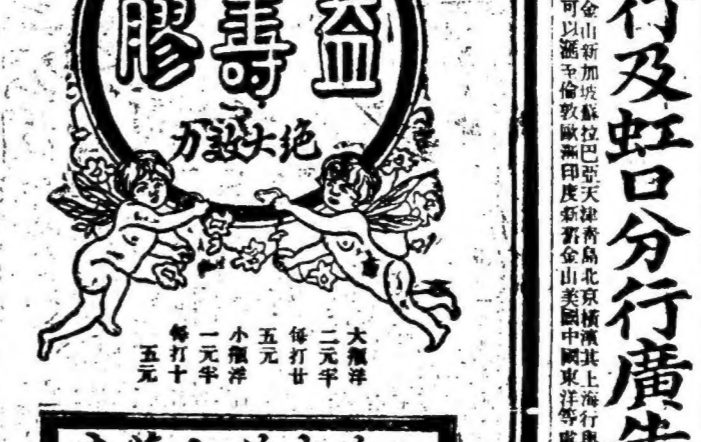 行及虹口分行廣告
金山新加坡蘇拉巴亞天津青島北京橫濱其上海行
可以滙至倫敦歐洲印度新舊金山美國中國東洋等
益壽膠
絕大效力
大瓶洋
二元半
每打廿
五元
小瓶洋
一元半
每打十
五元